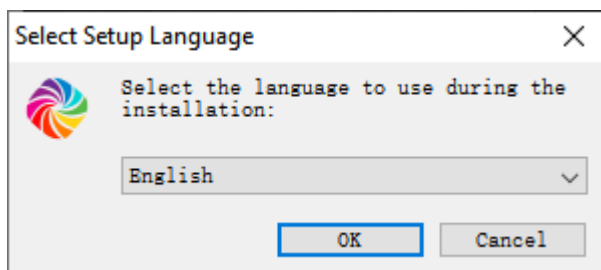 Select Setup Language
Select the language to use during the
installation:
English
OK
Cancel